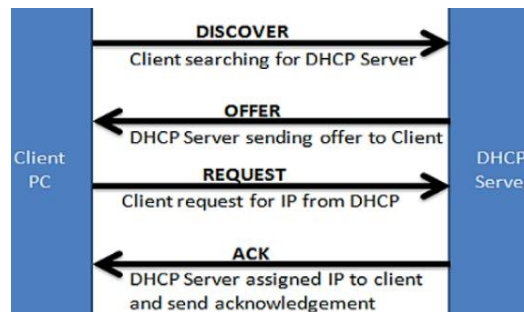 DISCOVER
Client searching for DHCP Server
OFFER
DHCP Server sending offer to Client
Client
PC
DHCP
Server
REQUEST
Client request for IP from DHCP
ACK
DHCP Server assigned IP to client
and send acknowledgement